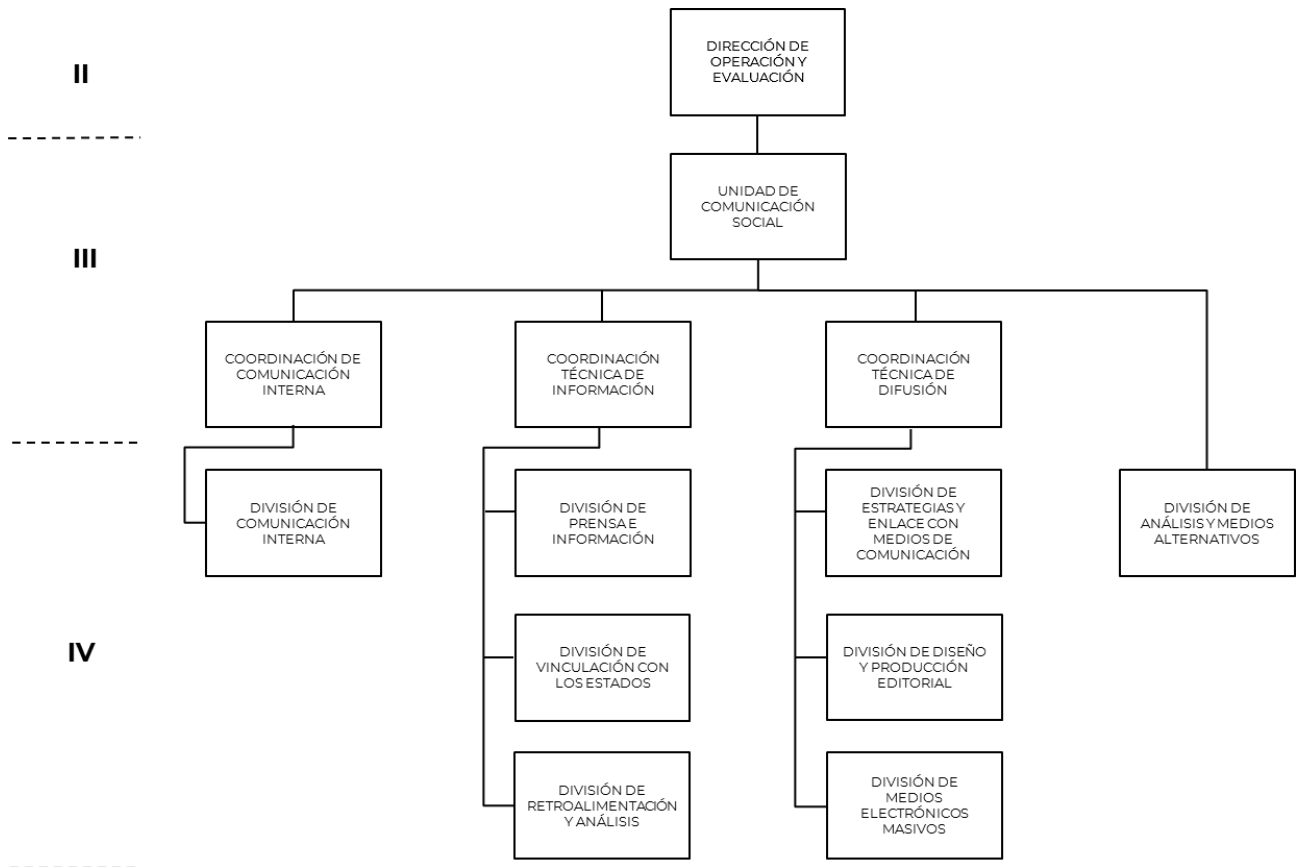 II
DIRECCIÓN DE
OPERACIÓN Y
EVALUACIÓN
III
UNIDAD DE
COMUNICACIÓN
SOCIAL
COORDINACIÓN DE
COMUNICACIÓN
INTERNA
COORDINACIÓN
TÉCNICA DE
INFORMACIÓN
COORDINACIÓN
TÉCNICA DE
DIFUSIÓN
IV
DIVISIÓN DE
COMUNICACIÓN
INTERNA
DIVISIÓN DE
PRENSA E
INFORMACIÓN
DIVISIÓN DE
ESTRATEGIAS Y
ENLACE CON
MEDIOS DE
COMUNICACIÓN
DIVISIÓN DE
ANÁLISIS Y MEDIOS
ALTERNATIVOS
DIVISIÓN DE
VINCULACIÓN CON
LOS ESTADOS
DIVISIÓN DE DISEÑO
Y PRODUCCIÓN
EDITORIAL
DIVISIÓN DE
RETROALIMENTACIÓN
Y ANÁLISIS
DIVISIÓN DE
MEDIOS
ELECTRÓNICOS
MASIVOS